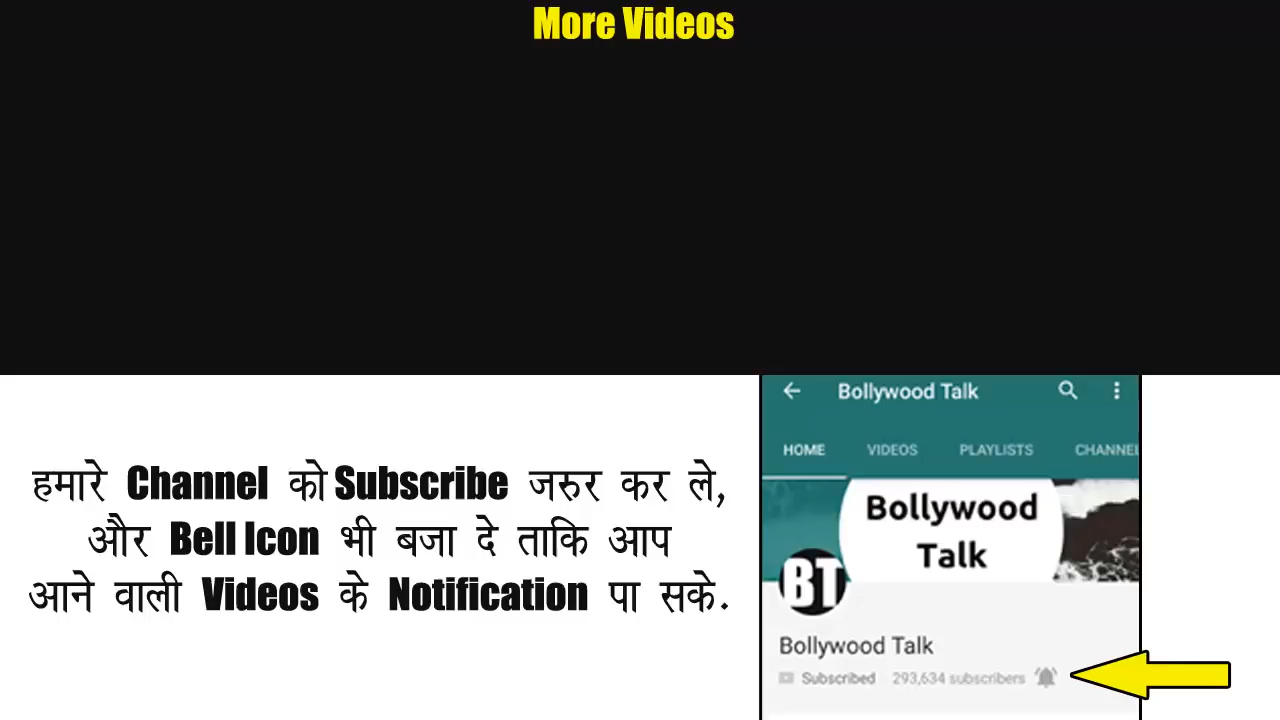 More Videos
हमारे Channel को Subscribe जरुर कर ले,
और Bell Icon भी बजा दे ताकि आप
आने वाली Videos के Notification पा सके.
Bollywood Talk
HOME VIDEOS PLAYLISTS CHANNEL
Bollywood
Talk
BT
Bollywood Talk
Subscribed 293,634 subscribers